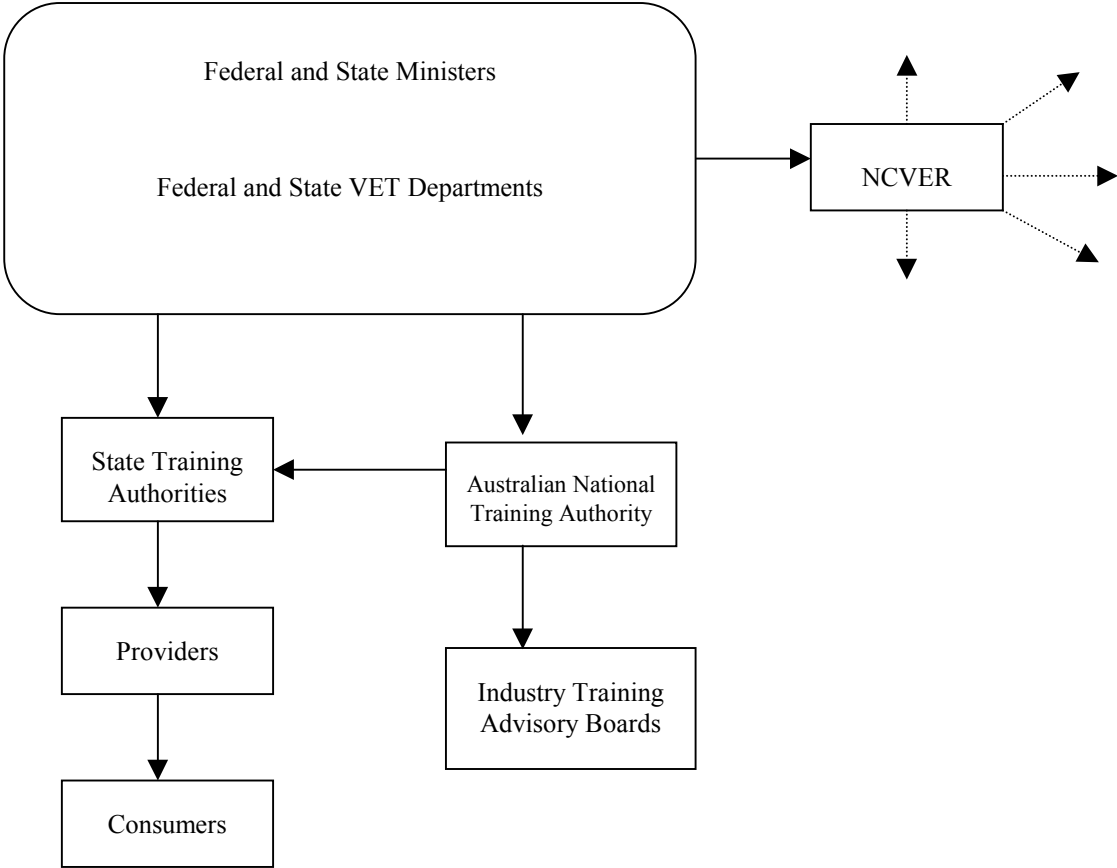 Federal and State Ministers
Federal and State VET Departments
NCVER
State Training
Authorities
Australian National
Training Authority
Providers
Industry Training
Advisory Boards
Consumers